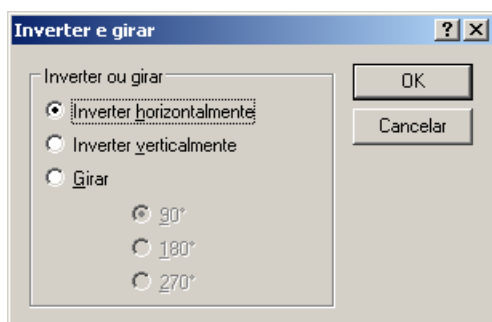 Inverter e girar
Inverter ou girar
Inverter horizontalmente
Inverter verticalmente
Girar
90°
180°
270°
OK
Cancelar